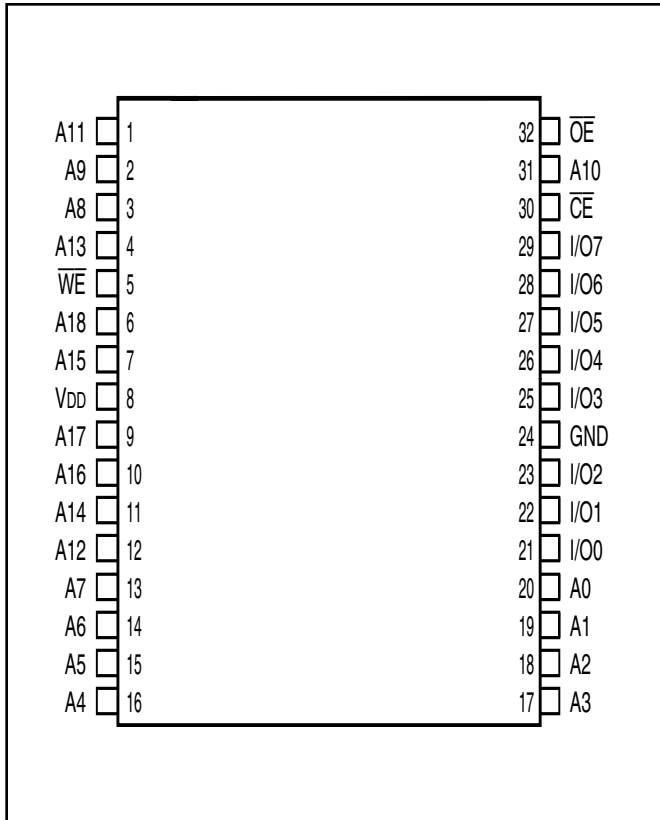 A11 1 32 O̅E̅
A9 2 31 A10
A8 3 30 C̅E̅
A13 4 29 I/O7
W̅E̅ 5 28 I/O6
A18 6 27 I/O5
A15 7 26 I/O4
VDD 8 25 I/O3
A17 9 24 GND
A16 10 23 I/O2
A14 11 22 I/O1
A12 12 21 I/O0
A7 13 20 A0
A6 14 19 A1
A5 15 18 A2
A4 16 17 A3